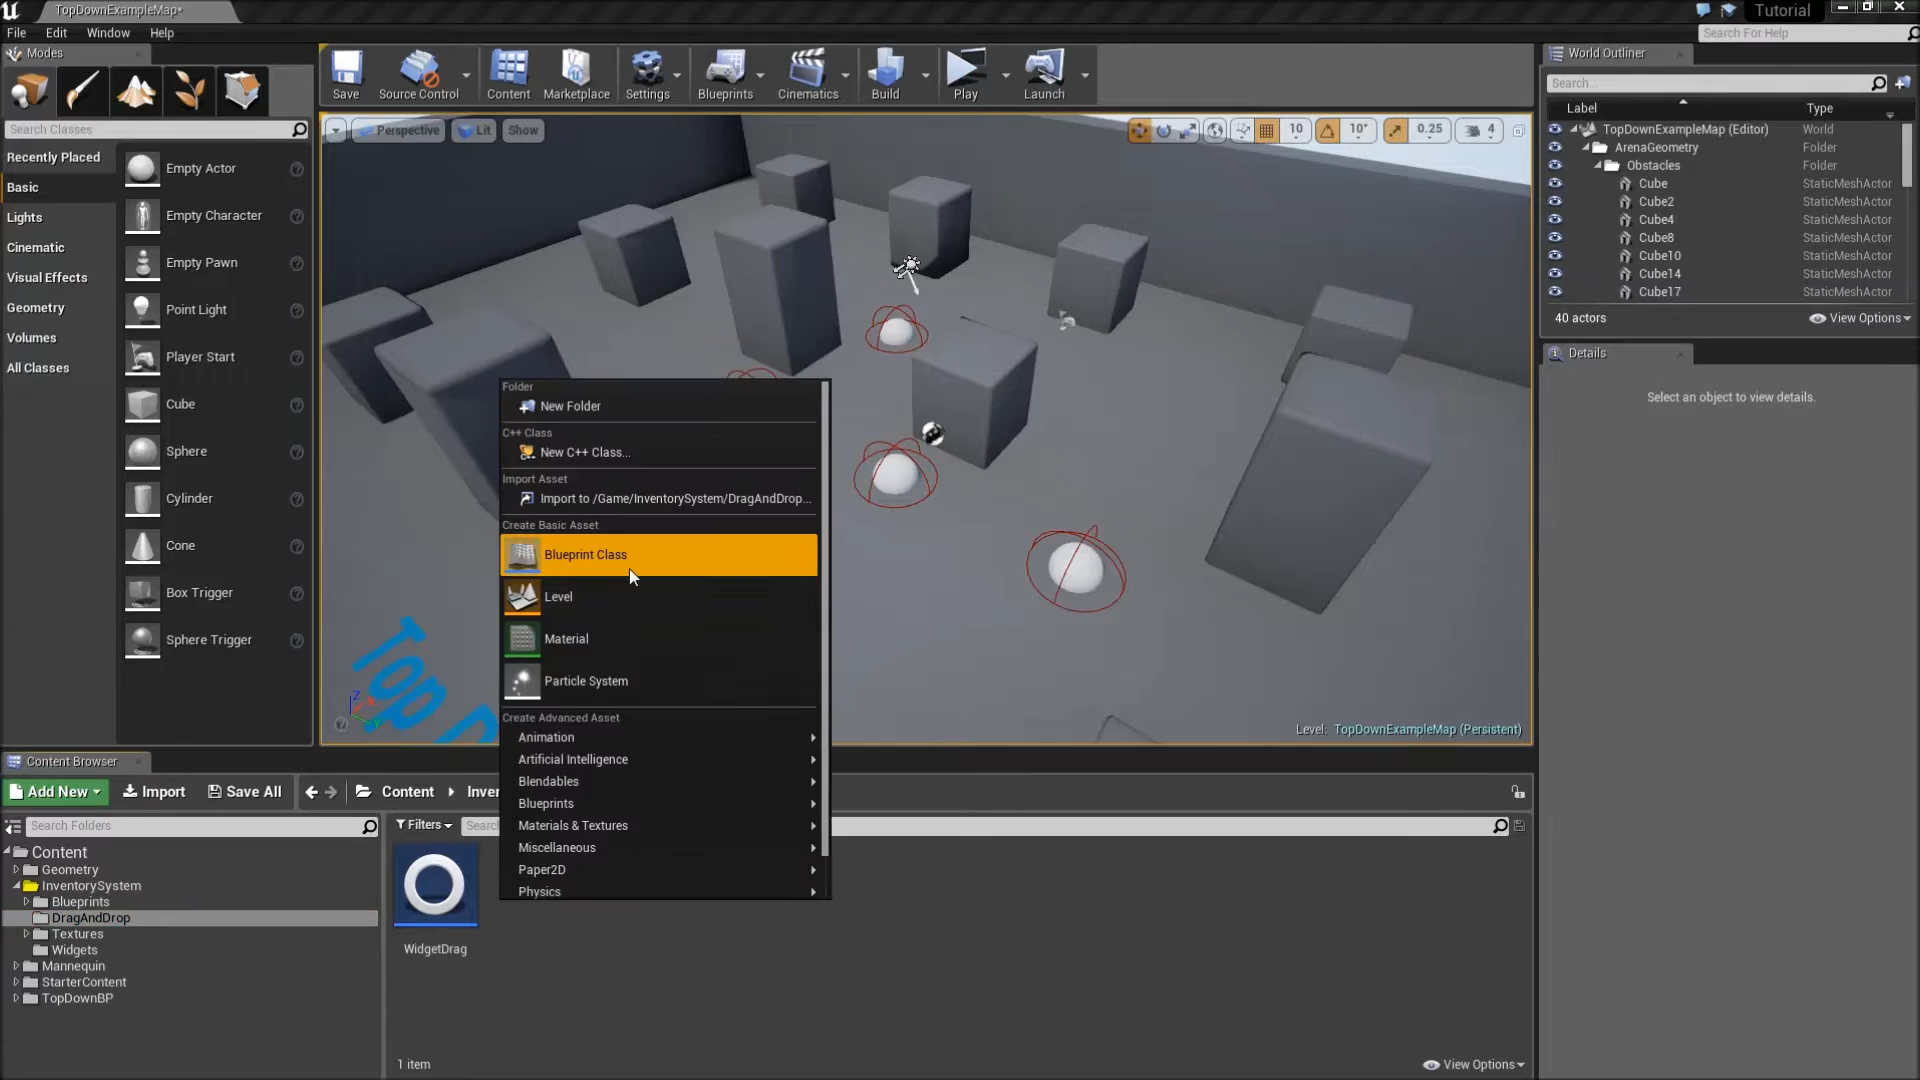 TopDownExampleMap*
Tutorial
File Edit Window Help
Search For Help
Modes
Search Classes
Recently Placed
Basic
Lights
Cinematic
Visual Effects
Geometry
Volumes
All Classes
Empty Actor
Empty Character
Empty Pawn
Point Light
Player Start
Cube
Sphere
Cylinder
Cone
Box Trigger
Sphere Trigger
Save Source Control Content Marketplace Settings Blueprints Cinematics Build Play Launch
Perspective Lit Show
10 10° 0.25 4
Top D
Level: TopDownExampleMap (Persistent)
Folder
New Folder
C++ Class
New C++ Class...
Import Asset
Import to /Game/InventorySystem/DragAndDrop...
Create Basic Asset
Blueprint Class
Level
Material
Particle System
Create Advanced Asset
Animation
Artificial Intelligence
Blendables
Blueprints
Materials & Textures
Miscellaneous
Paper2D
Physics
World Outliner
Search...
Label Type
TopDownExampleMap (Editor) World
ArenaGeometry Folder
Obstacles Folder
Cube StaticMeshActor
Cube2 StaticMeshActor
Cube4 StaticMeshActor
Cube8 StaticMeshActor
Cube10 StaticMeshActor
Cube14 StaticMeshActor
Cube17 StaticMeshActor
40 actors View Options
Details
Select an object to view details.
Content Browser
Add New Import Save All Content Inven
Search Folders
Content
Geometry
InventorySystem
Blueprints
DragAndDrop
Textures
Widgets
Mannequin
StarterContent
TopDownBP
Filters Searc
WidgetDrag
1 item View Options